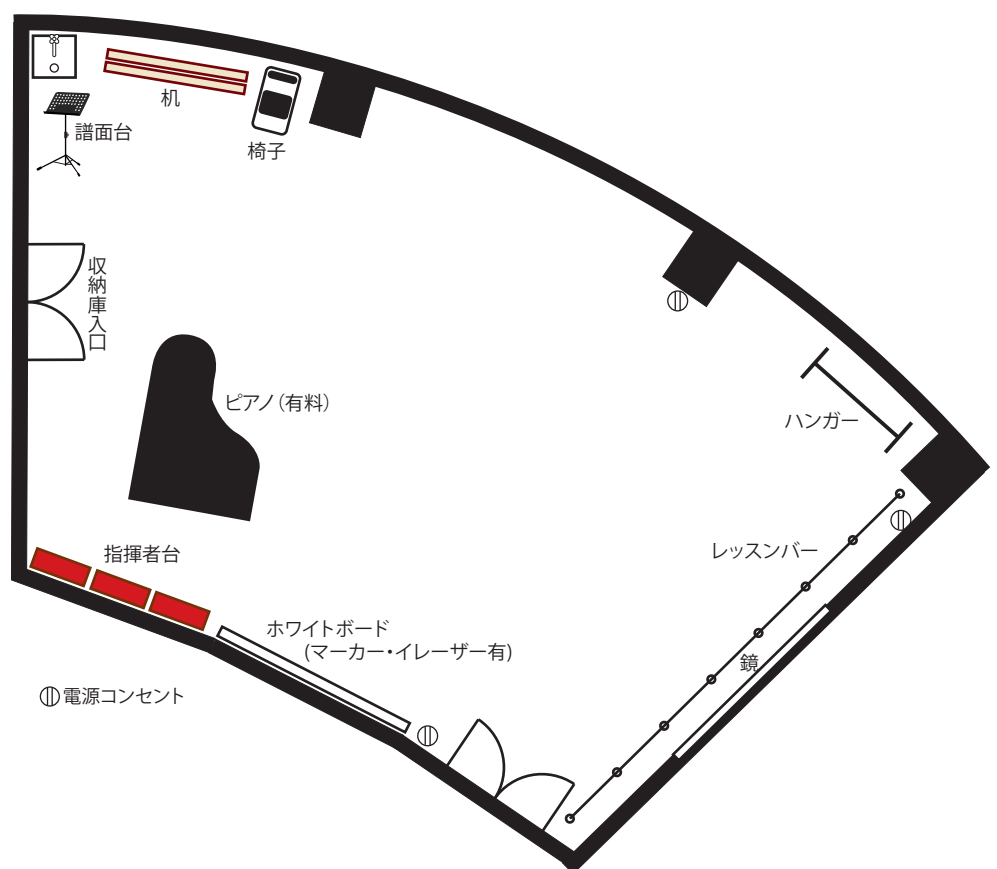 机
譜面台
椅子
収納庫入口
ピアノ(有料)
ハンガー
レッスンバー
指揮者台
ホワイトボード
(マーカー・イレーザー有)
鏡
電源コンセント